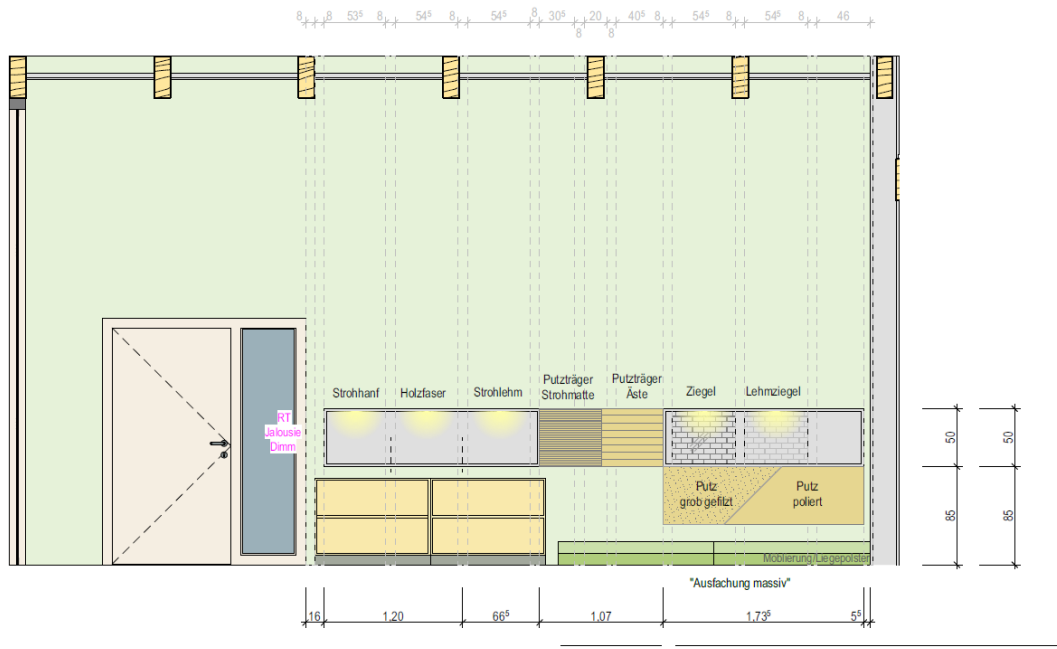 8 8 53⁵ 8 54⁵ 8 54⁵ 8 30⁵ 8 20 8 40⁵ 8 54⁵ 8 54⁵ 8 46
Strohhanf
Holzfaser
Strohlehm
Putzträger
Strohmatte
Putzträger
Äste
Ziegel
Lehmziegel
RT
Jalousie
Dimm
Putz
grob gefilzt
Putz
poliert
50
50
85
85
Möblierung/Liegepolster
"Ausfachung massiv"
16 1.20 66⁵ 1.07 1.73⁵ 5⁵